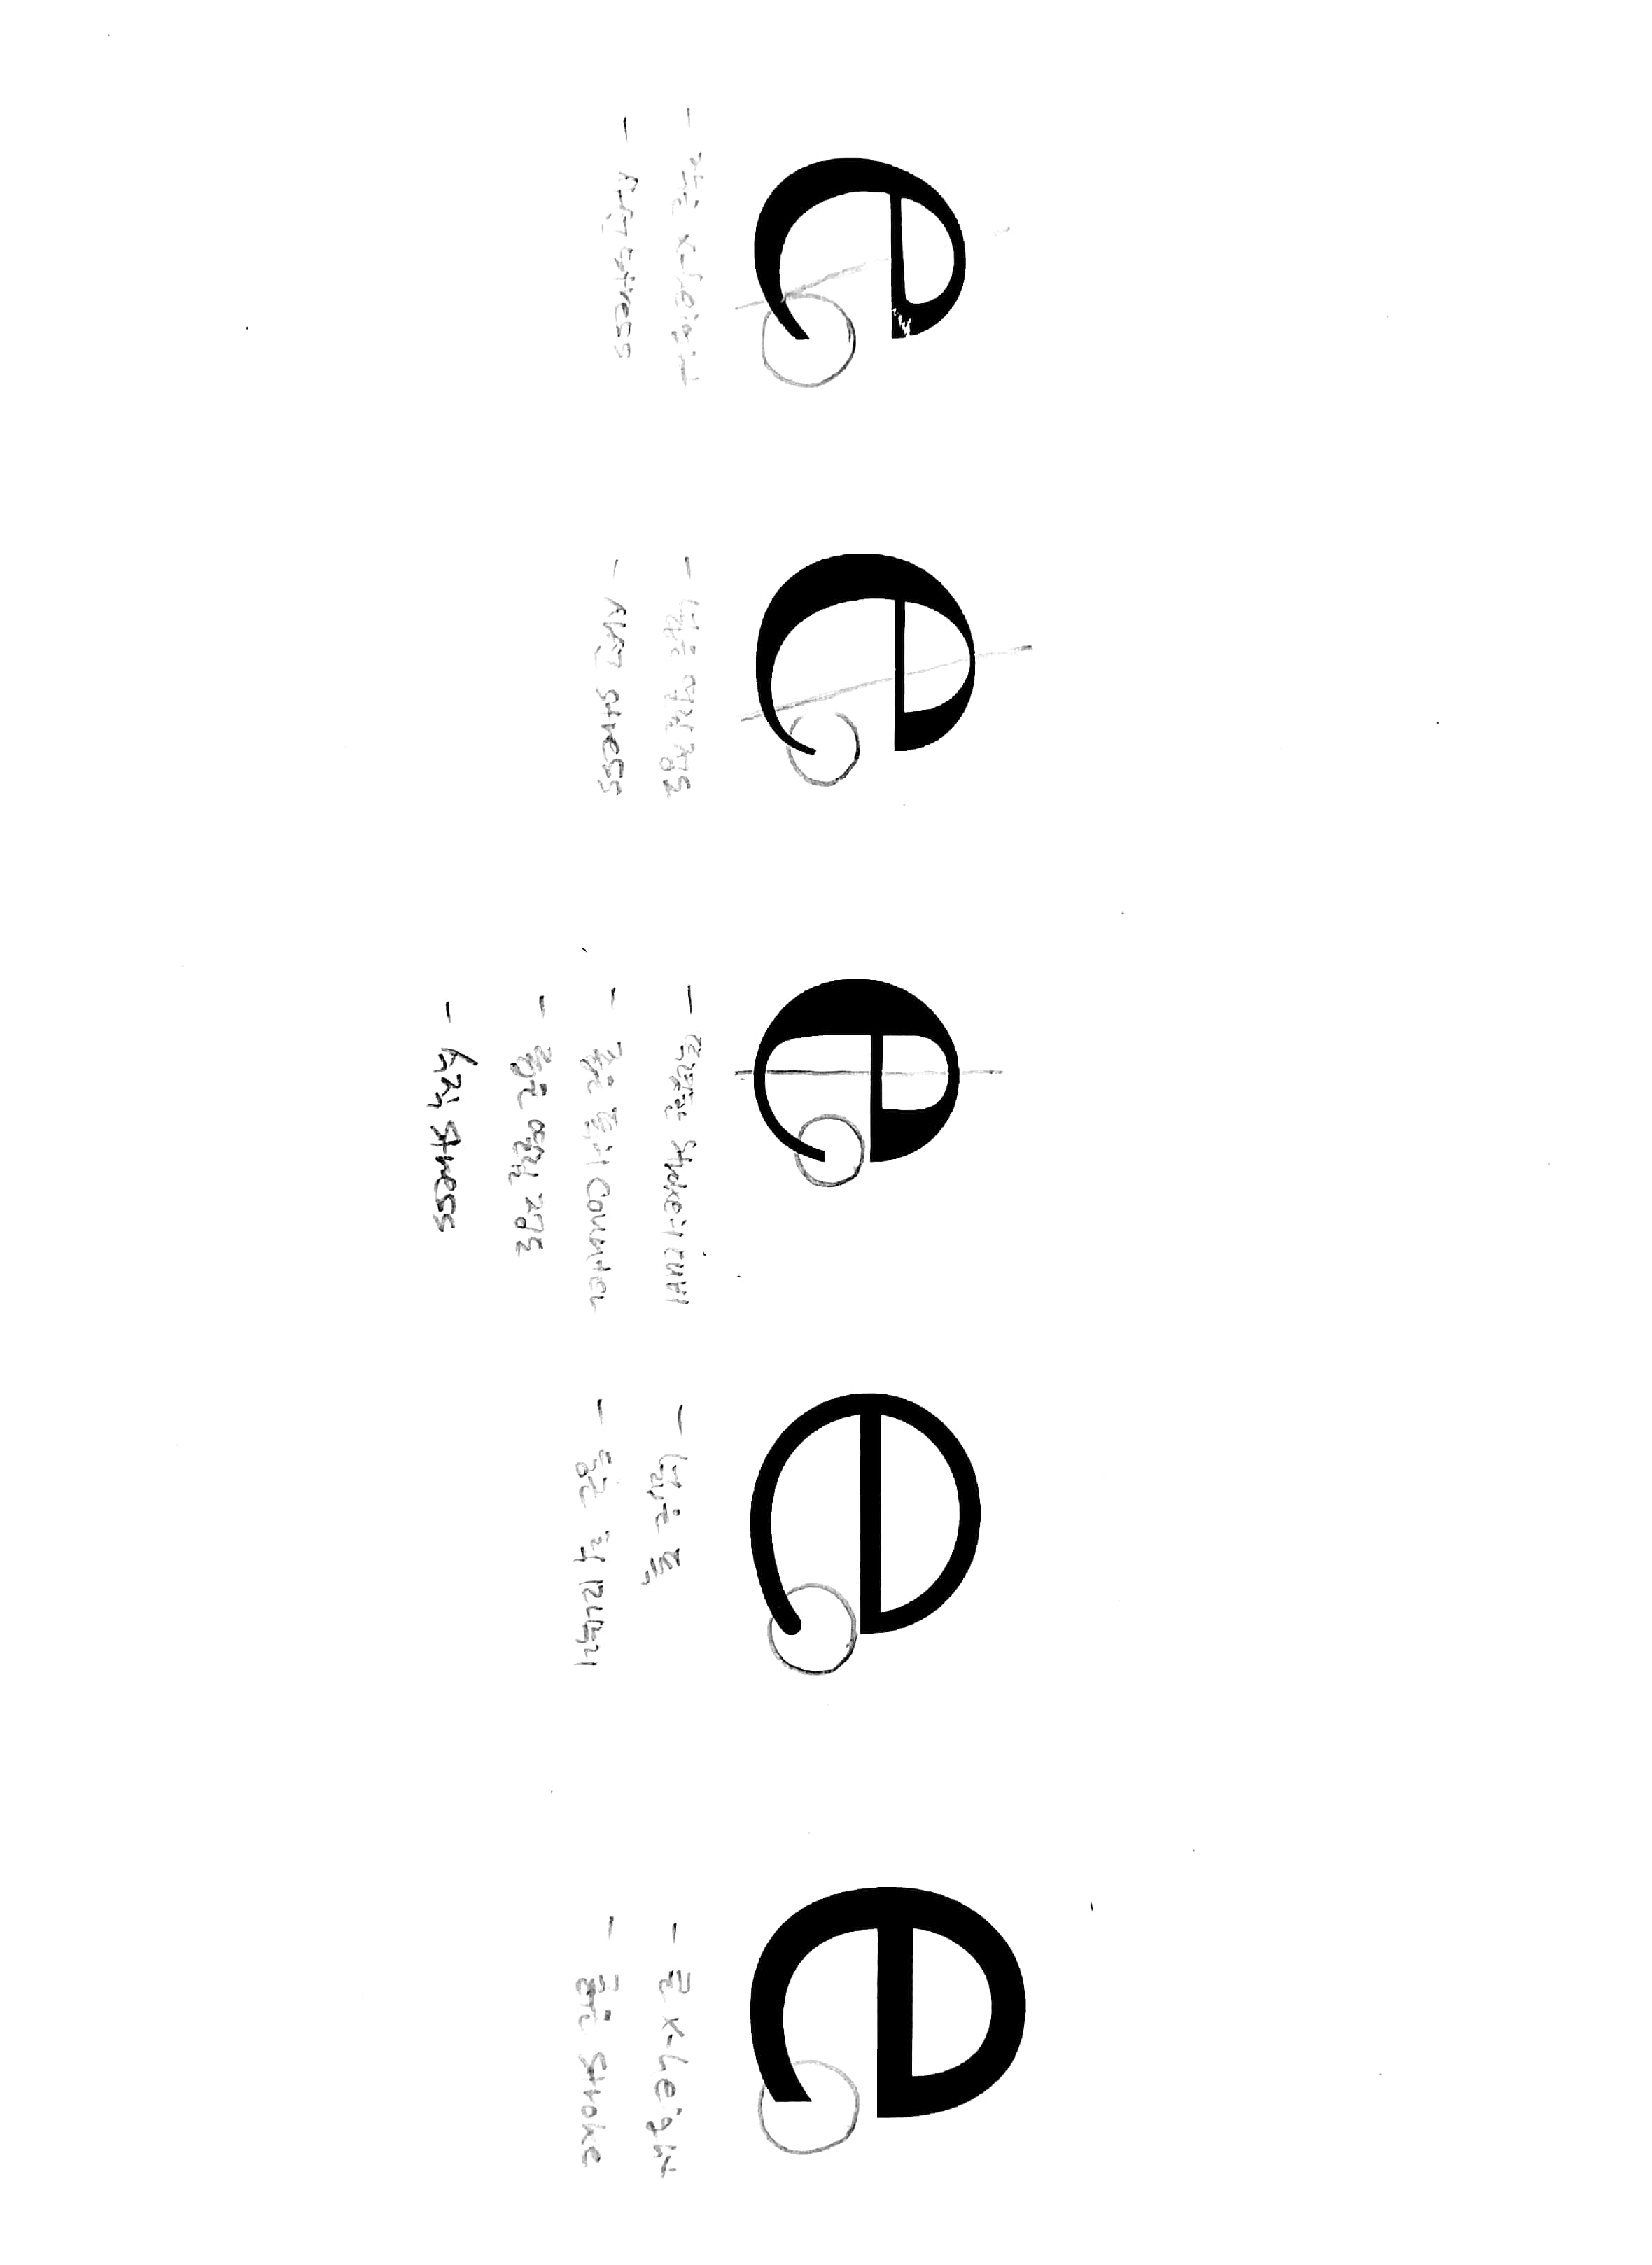 e e e e e
- 작은 x-height
- 사선 stress
- 넓은 열림 정도
- 사선 stress
- 뚜렷한 stroke의 대비
- 좁은 폭의 counter
- 좁은 열림 정도
- 수직 stress
- 넓은 폭
- 둥근 획 마무리
- 큰 x-height
- 굵은 stroke